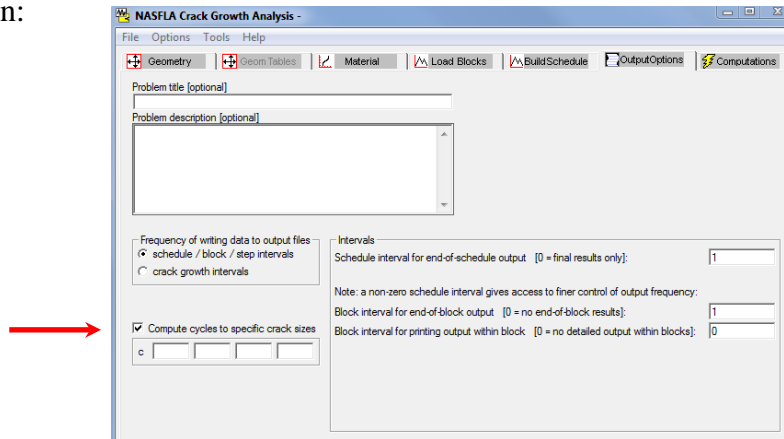 n:
NASFLA Crack Growth Analysis -
File Options Tools Help
Geometry Geom Tables Material Load Blocks Build Schedule OutputOptions Computations
Problem title [optional]
Problem description [optional]
Frequency of writing data to output files
schedule / block / step intervals
crack growth intervals
Compute cycles to specific crack sizes
c
Intervals
Schedule interval for end-of-schedule output [0 = final results only]: 1
Note: a non-zero schedule interval gives access to finer control of output frequency:
Block interval for end-of-block output [0 = no end-of-block results]: 1
Block interval for printing output within block [0 = no detailed output within blocks]: 0